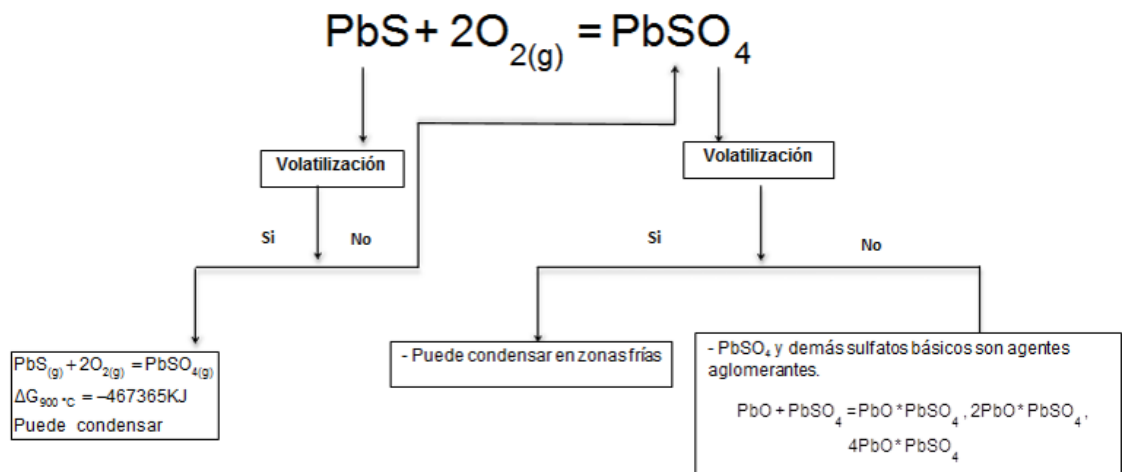 PbS + 2O₂(g) = PbSO₄
Volatilización
Volatilización
Si
No
Si
No
PbS(g) + 2O₂(g) = PbSO₄(g)
ΔG₉₀₀ °C = –467365KJ
Puede condensar
- Puede condensar en zonas frías
- PbSO₄ y demás sulfatos básicos son agentes
aglomerantes.
PbO + PbSO₄ = PbO * PbSO₄ , 2PbO * PbSO₄ ,
4PbO * PbSO₄